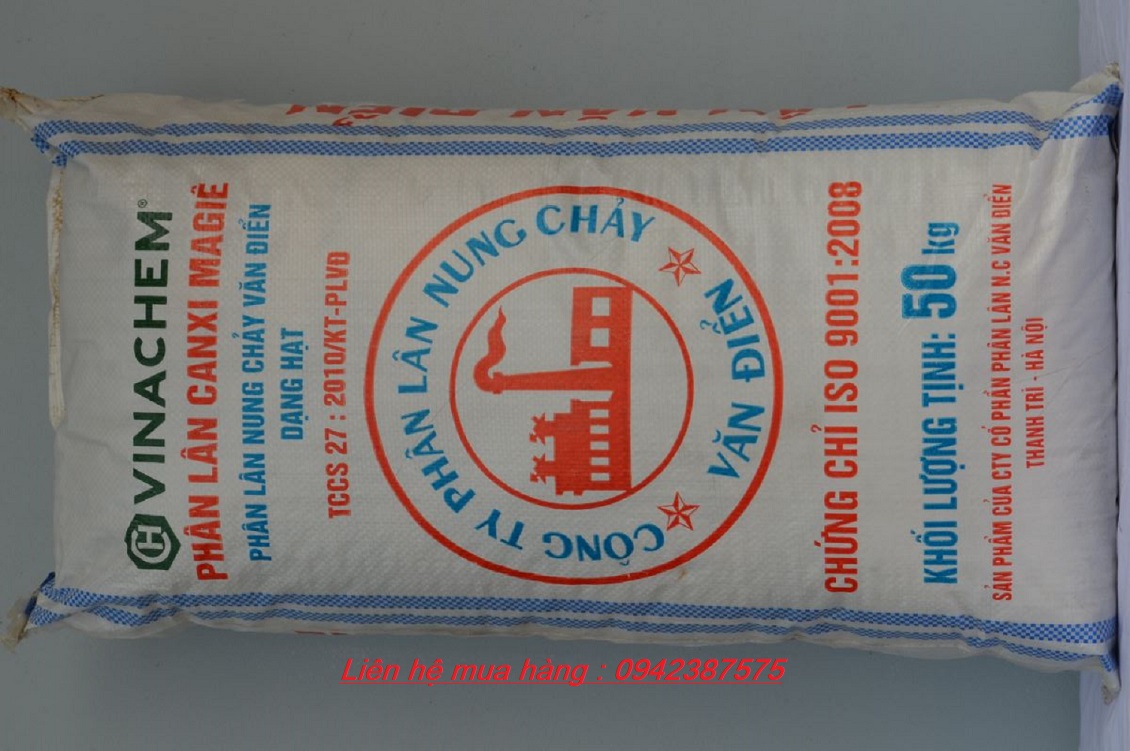 VINACHEM®
PHÂN LÂN CANXI MAGIÊ
PHÂN LÂN NUNG CHẢY VĂN ĐIỂN
DẠNG HẠT
TCCS 27 : 2010/KT-PLVĐ
CÔNG TY PHÂN LÂN NUNG CHẢY
VĂN ĐIỂN
CHỨNG CHỈ ISO 9001:2008
KHỐI LƯỢNG TỊNH: 50 kg
SẢN PHẨM CỦA CTY CỔ PHẦN PHÂN LÂN N.C VĂN ĐIỂN
THANH TRÌ - HÀ NỘI
Liên hệ mua hàng : 0942387575